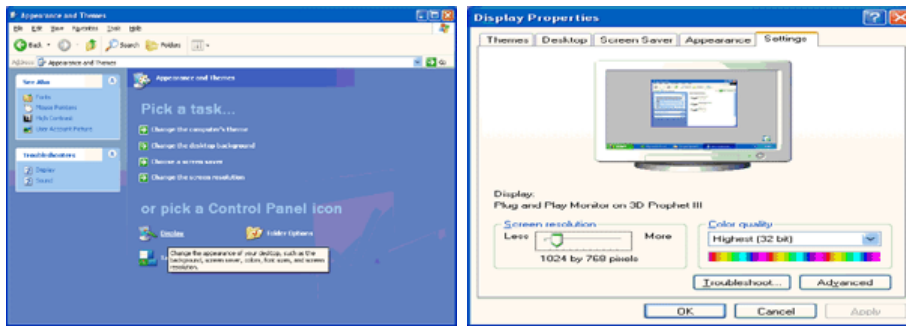 Appearance and Themes
File Edit View Favorites Tools Help
Back Search Folders
Address Appearance and Themes Go
See Also
Fonts
Mouse Pointers
High Contrast
User Account Picture
Troubleshooters
Display
Sound
Appearance and Themes
Pick a task...
Change the computer's theme
Change the desktop background
Choose a screen saver
Change the screen resolution
or pick a Control Panel icon
Display Folder Options
Change the appearance of your desktop, such as the
background, screen saver, colors, font sizes, and screen
resolution.
Display Properties
Themes Desktop Screen Saver Appearance Settings
Display:
Plug and Play Monitor on 3D Prophet III
Screen resolution
Less More
1024 by 768 pixels
Color quality
Highest (32 bit)
Troubleshoot... Advanced
OK Cancel Apply